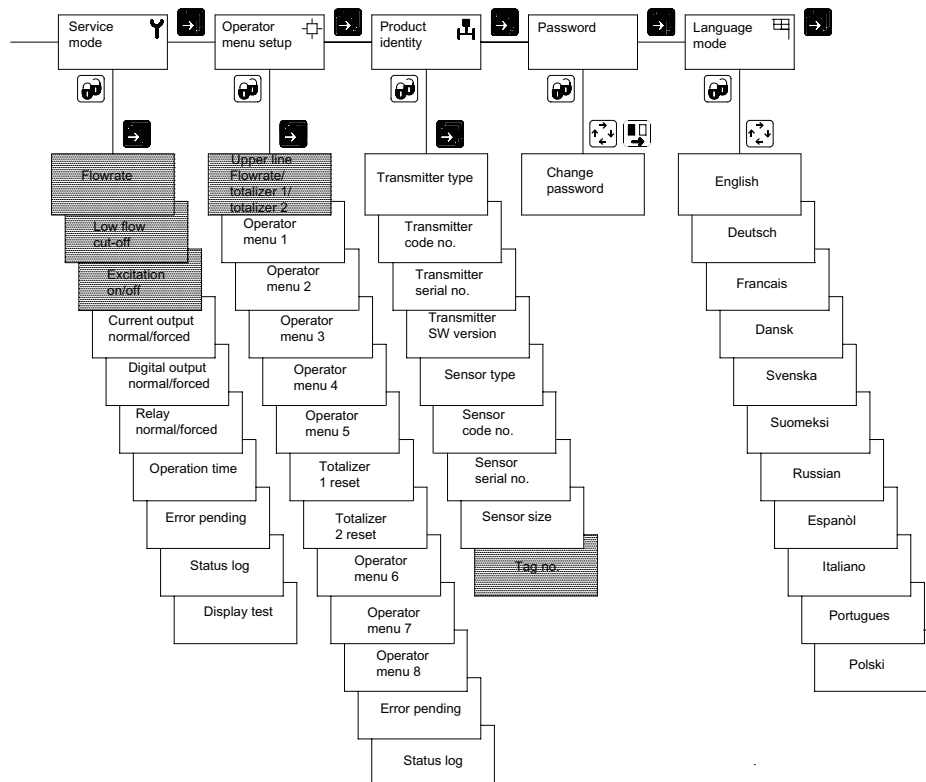 Service
mode
Operator
menu setup
Product
identity
Password
Language
mode
Flowrate
Low flow
cut-off
Excitation
on/off
Current output
normal/forced
Digital output
normal/forced
Relay
normal/forced
Operation time
Error pending
Status log
Display test
Upper line
Flowrate/
totalizer 1/
totalizer 2
Operator
menu 1
Operator
menu 2
Operator
menu 3
Operator
menu 4
Operator
menu 5
Totalizer
1 reset
Totalizer
2 reset
Operator
menu 6
Operator
menu 7
Operator
menu 8
Error pending
Status log
Transmitter type
Transmitter
code no.
Transmitter
serial no.
Transmitter
SW version
Sensor type
Sensor
code no.
Sensor
serial no.
Sensor size
Tag no.
Change
password
English
Deutsch
Francais
Dansk
Svenska
Suomeksi
Russian
Espanòl
Italiano
Portugues
Polski